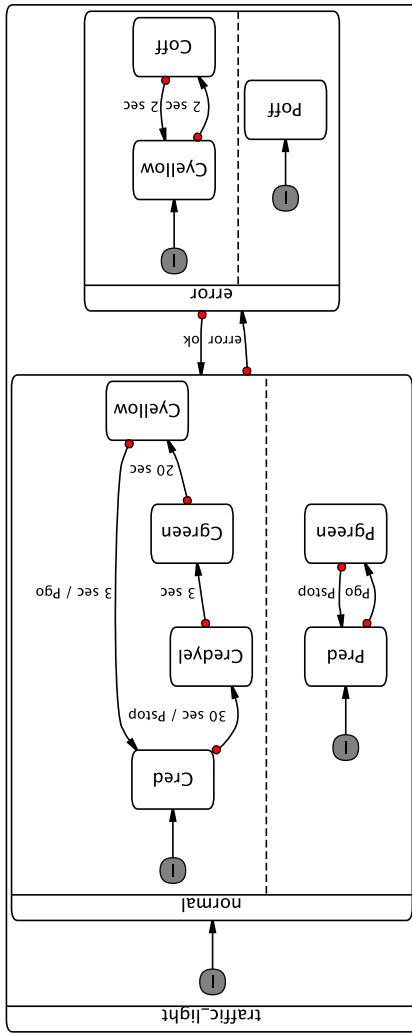 traffic_light
I
normal
I
Cred
I
30 sec / Pstop
Pred
Credyel
Pgo
Pstop
3 sec
3 sec / Pgo
Pgreen
Cgreen
20 sec
Cyellow
error
ok
error
I
I
Cyellow
Poff
2 sec
2 sec
Coff